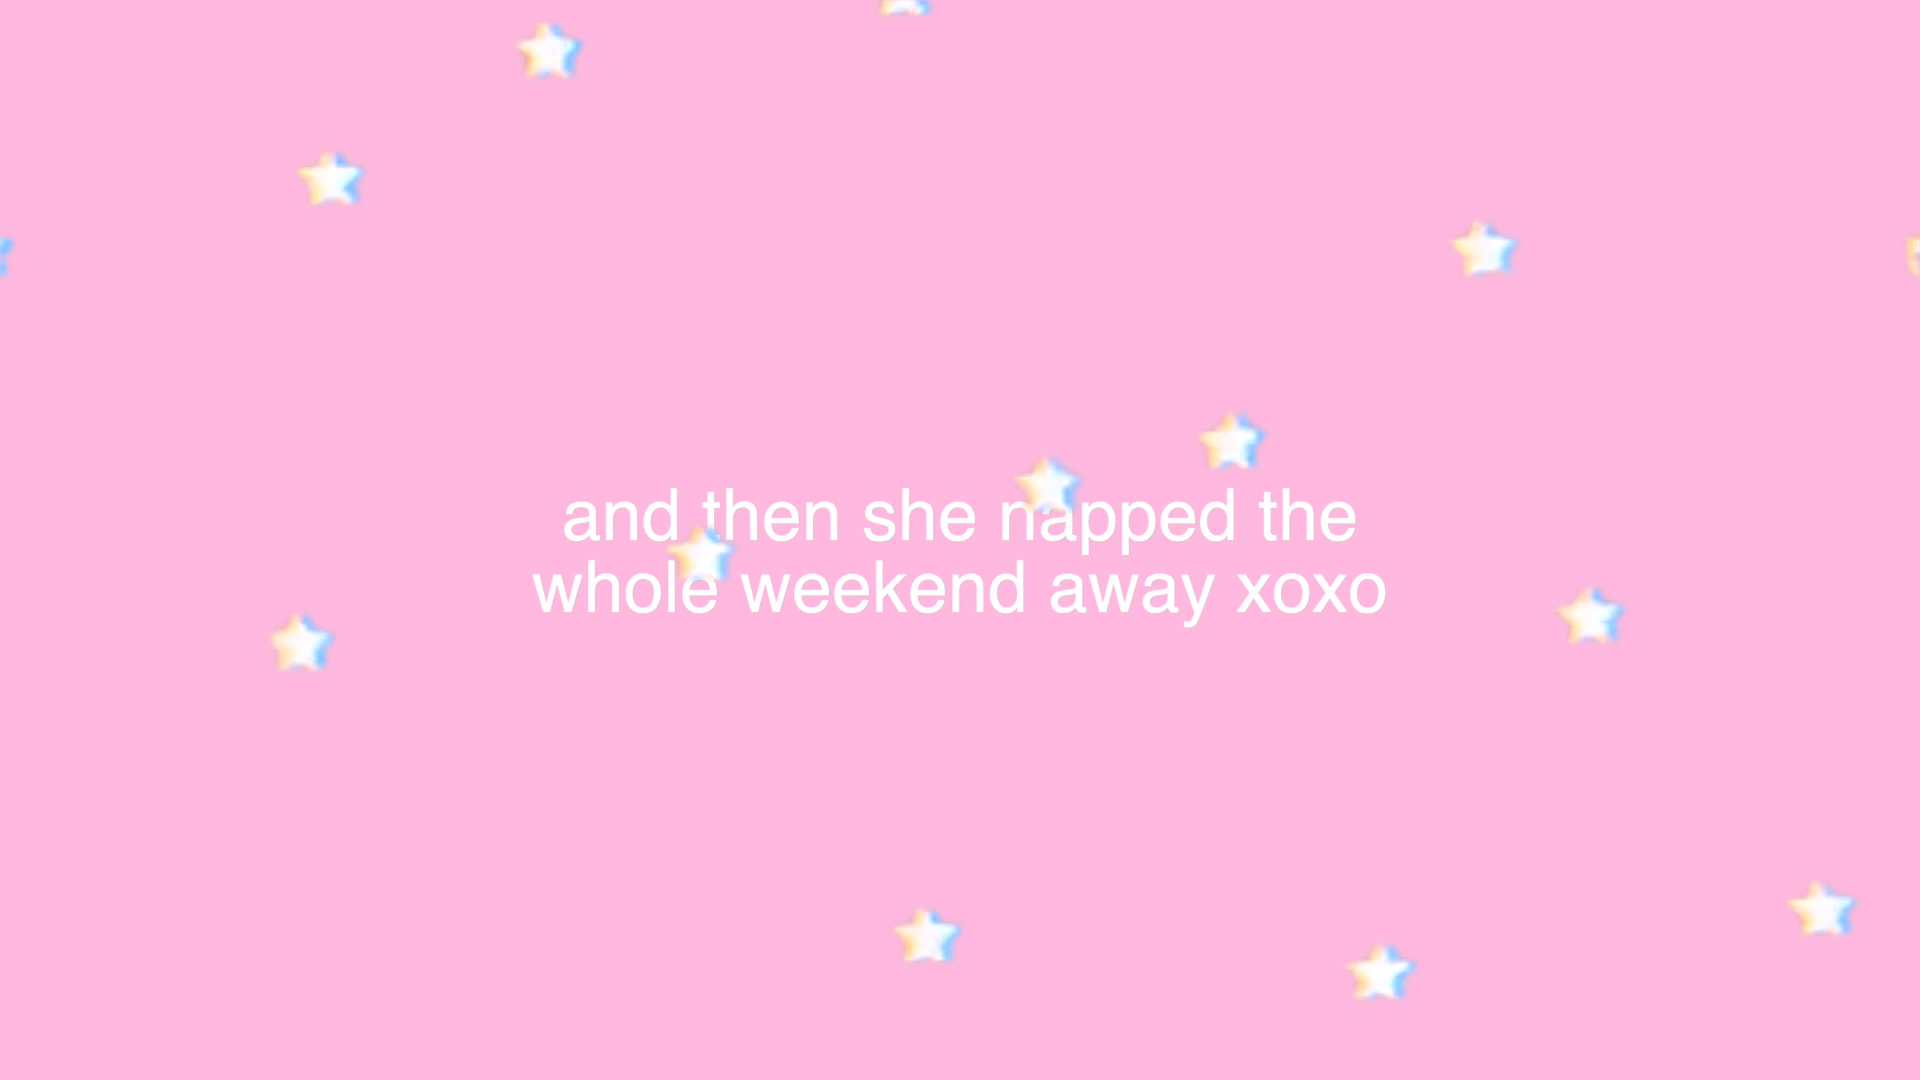 and then she napped the
whole weekend away xoxo